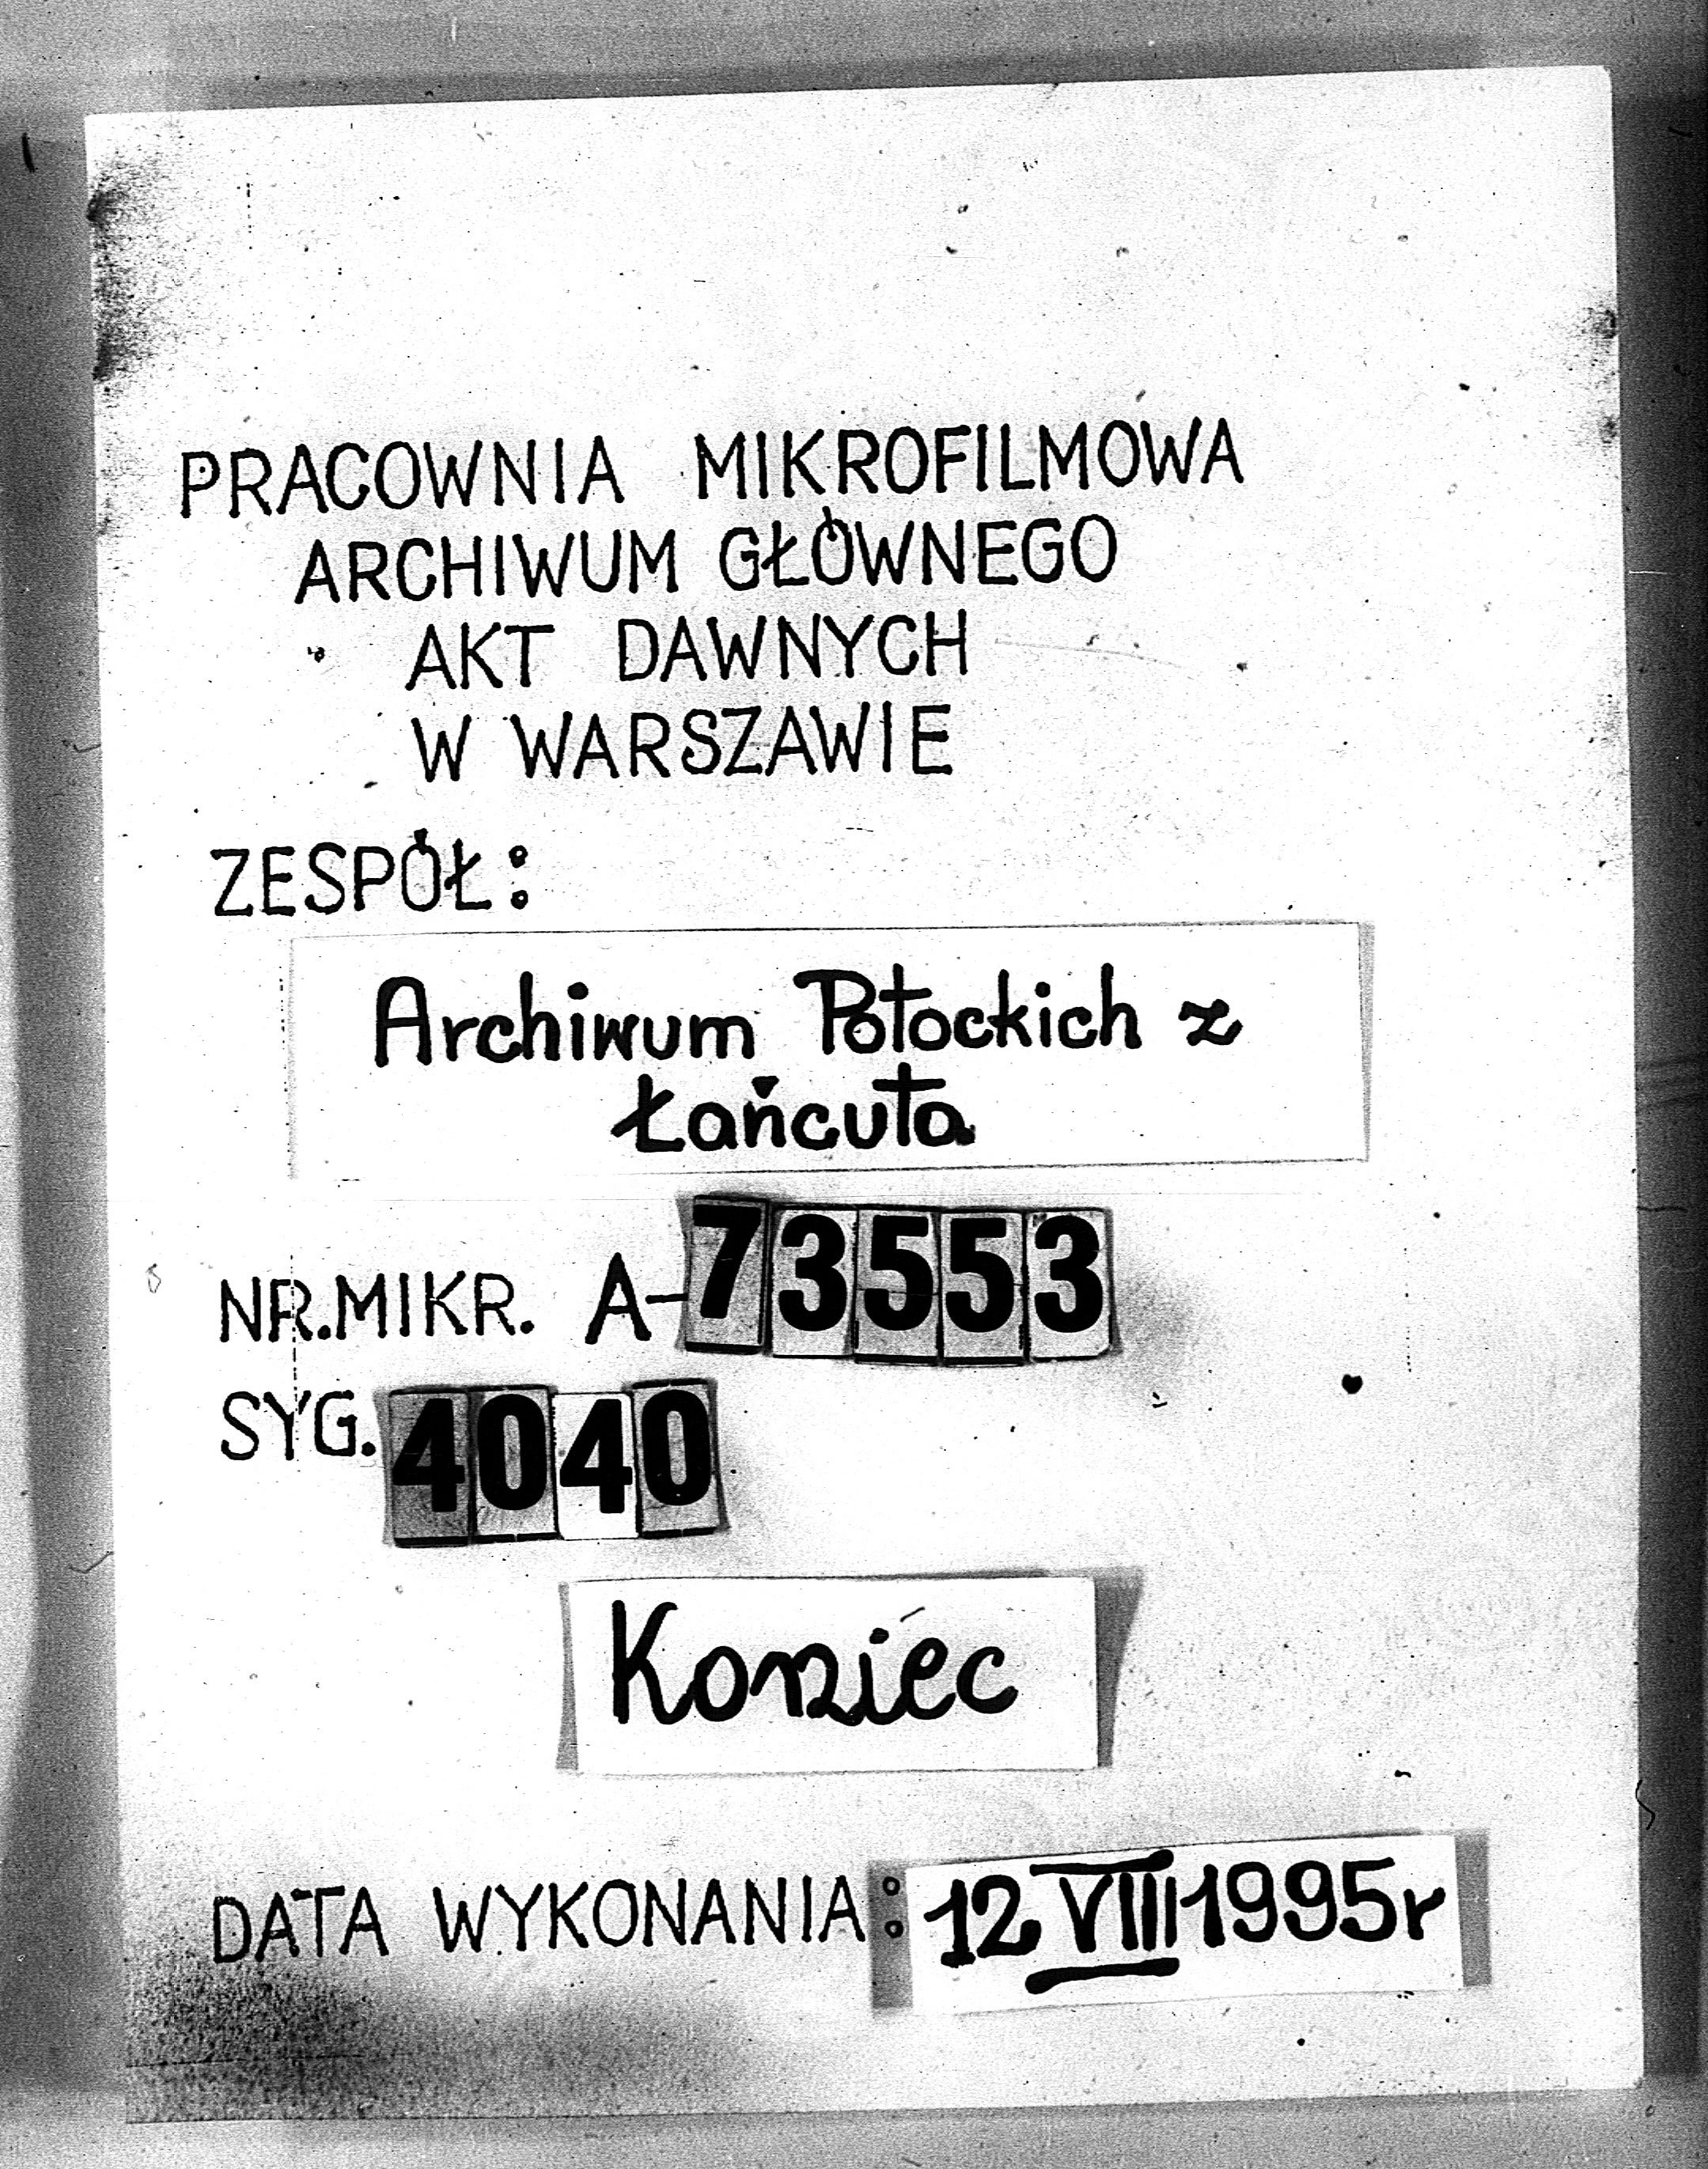 PRACOWNIA MIKROFILMOWA
ARCHIWUM GŁÓWNEGO
AKT DAWNYCH
W WARSZAWIE
ZESPÓŁ:
Archiwum Potockich z
Łańcuta
NR.MIKR. A-73553
SYG. 4040
Koniec
DATA WYKONANIA: 12 VIII 1995r